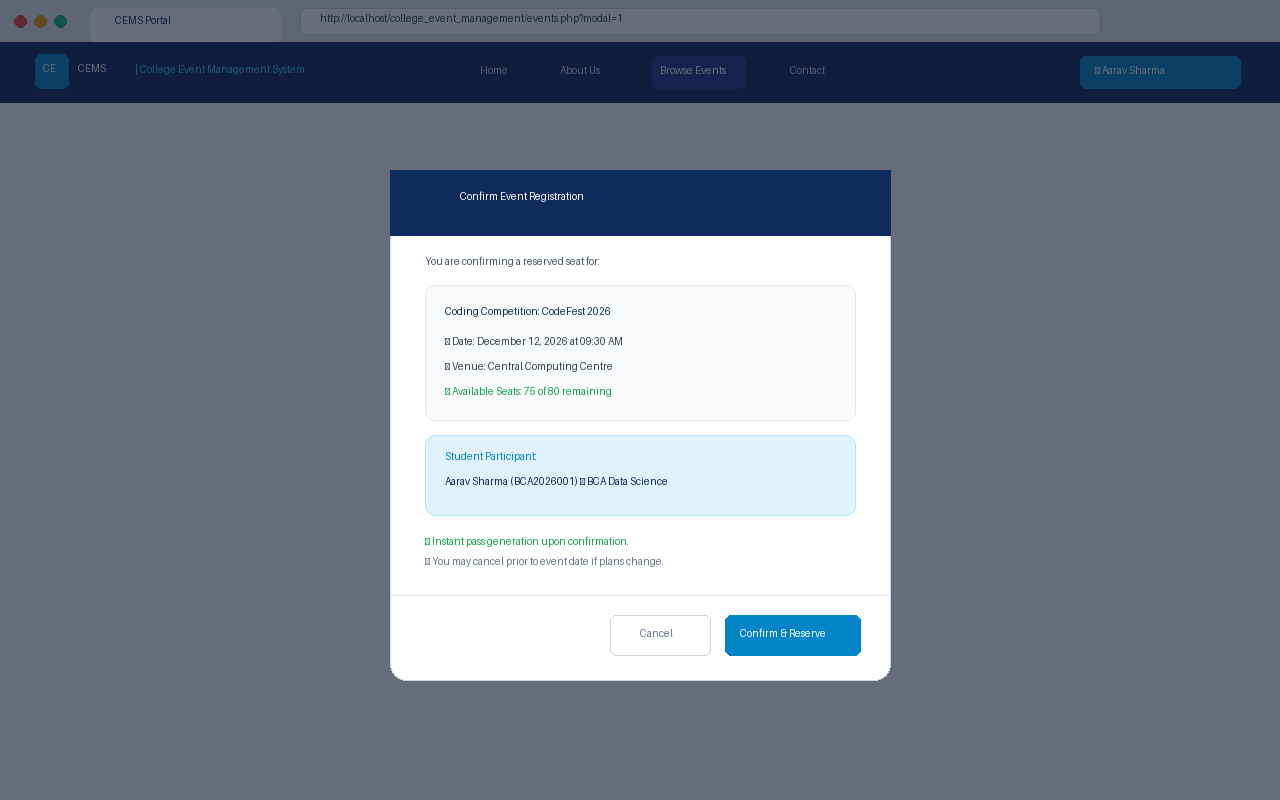 CEMS Portal
http://localhost/college_event_management/events.php?modal=1
CE CEMS | College Event Management System Home About Us Browse Events Contact Aarav Sharma
Confirm Event Registration
You are confirming a reserved seat for:
Coding Competition: CodeFest 2026
Date: December 12, 2026 at 09:30 AM
Venue: Central Computing Centre
Available Seats: 75 of 80 remaining
Student Participant:
Aarav Sharma (BCA2026001) BCA Data Science
Instant pass generation upon confirmation.
You may cancel prior to event date if plans change.
Cancel Confirm & Reserve